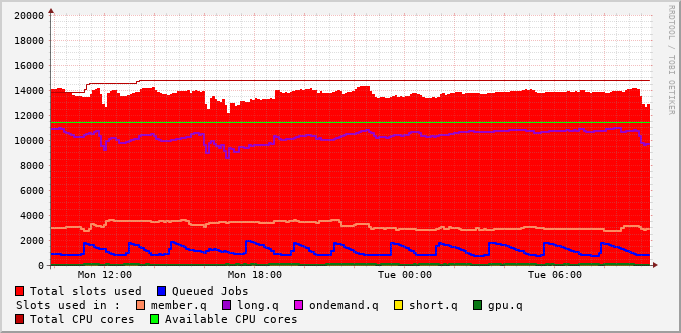 20000
18000
16000
14000
12000
10000
8000
6000
4000
2000
0
Mon 12:00 Mon 18:00 Tue 00:00 Tue 06:00
RRDTOOL / TOBI OETIKER
Total slots used Queued Jobs
Slots used in : member.q long.q ondemand.q short.q gpu.q
Total CPU cores Available CPU cores